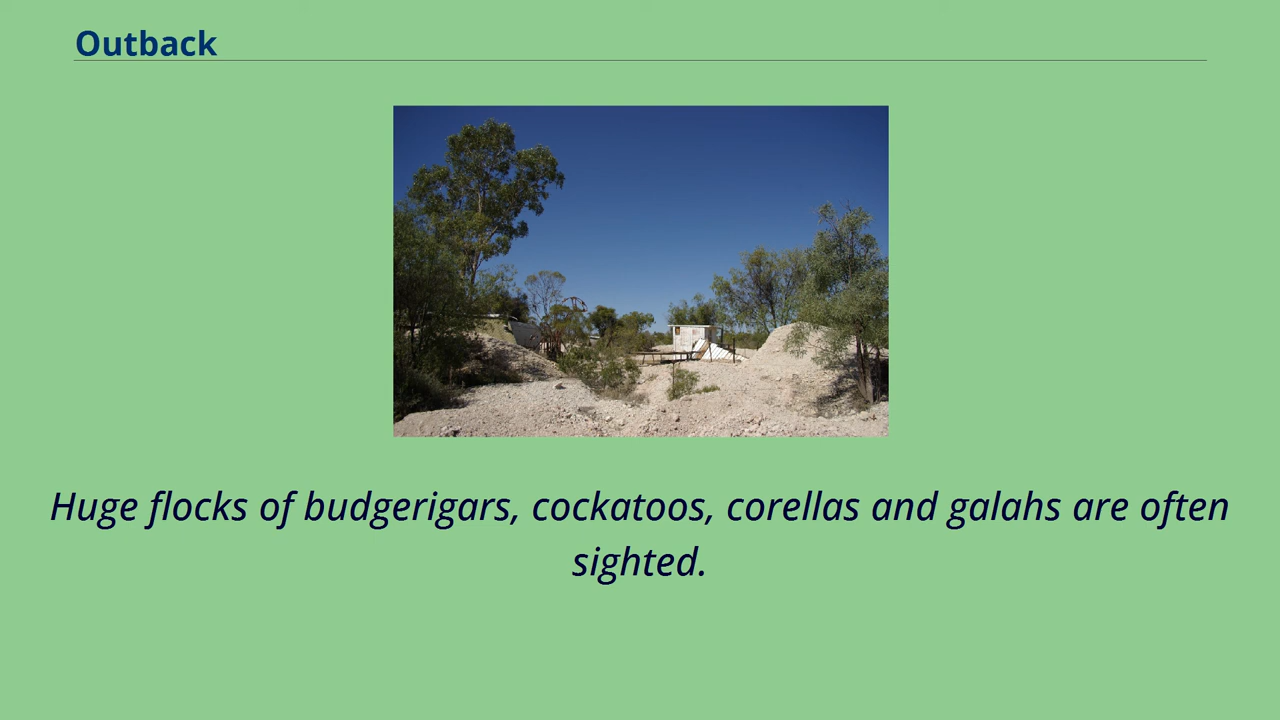 Outback
Huge flocks of budgerigars, cockatoos, corellas and galahs are often
sighted.